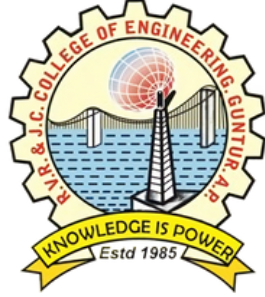 R.V.R. & J.C. COLLEGE OF ENGINEERING. GUNTUR. A.P.
KNOWLEDGE IS POWER
Estd 1985